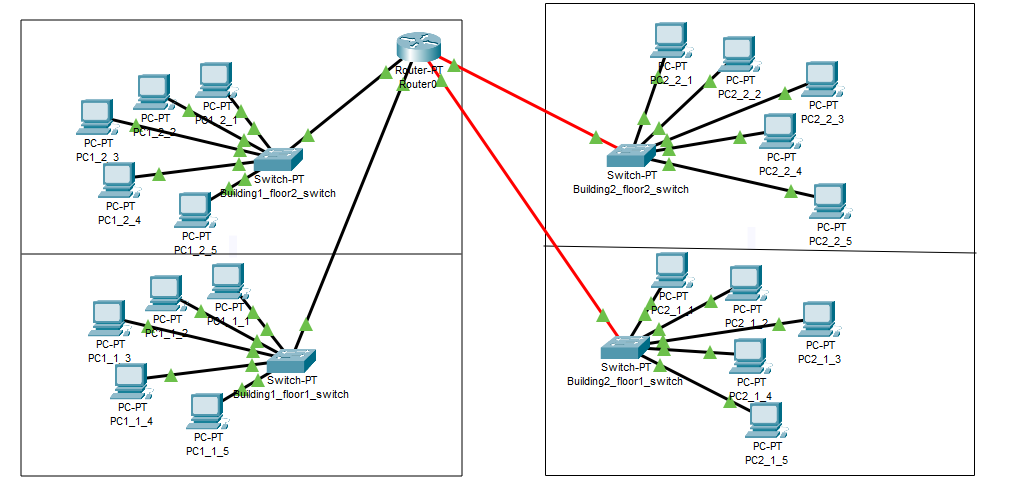 Router-PT
Router0
PC-PT
PC1_2_1
PC-PT
PC1_2_2
PC-PT
PC1_2_3
PC-PT
PC1_2_4
PC-PT
PC1_2_5
Switch-PT
Building1_floor2_switch
PC-PT
PC2_2_1
PC-PT
PC2_2_2
PC-PT
PC2_2_3
PC-PT
PC2_2_4
PC-PT
PC2_2_5
Switch-PT
Building2_floor2_switch
PC-PT
PC1_1_1
PC-PT
PC1_1_2
PC-PT
PC1_1_3
PC-PT
PC1_1_4
PC-PT
PC1_1_5
Switch-PT
Building1_floor1_switch
PC-PT
PC2_1_1
PC-PT
PC2_1_2
PC-PT
PC2_1_3
PC-PT
PC2_1_4
PC-PT
PC2_1_5
Switch-PT
Building2_floor1_switch